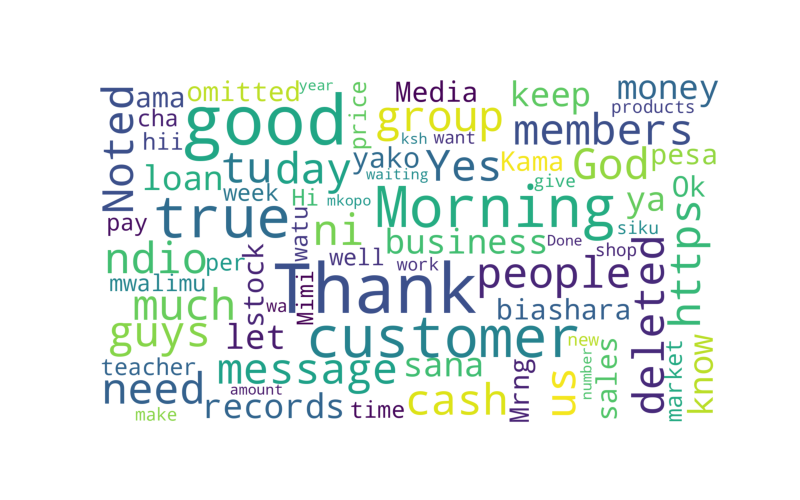 Noted
ama
omitted
year
Media
keep
money
cha
good
price
group
products
hii
ksh
want
members
loan
tu
day
yako
Yes
Kama
God
pesa
week
Hi
waiting
give
ya
Ok
pay
true
mkopo
Morning
https
ndio
per
watu
ni
business
Done
shop
siku
mwalimu
stock
Mimi
well
work
people
deleted
much
wa
Thank
biashara
guys
let
customer
new
know
teacher
message
sana
number
sales
market
need
amount
records
time
cash
Mrng
us
make